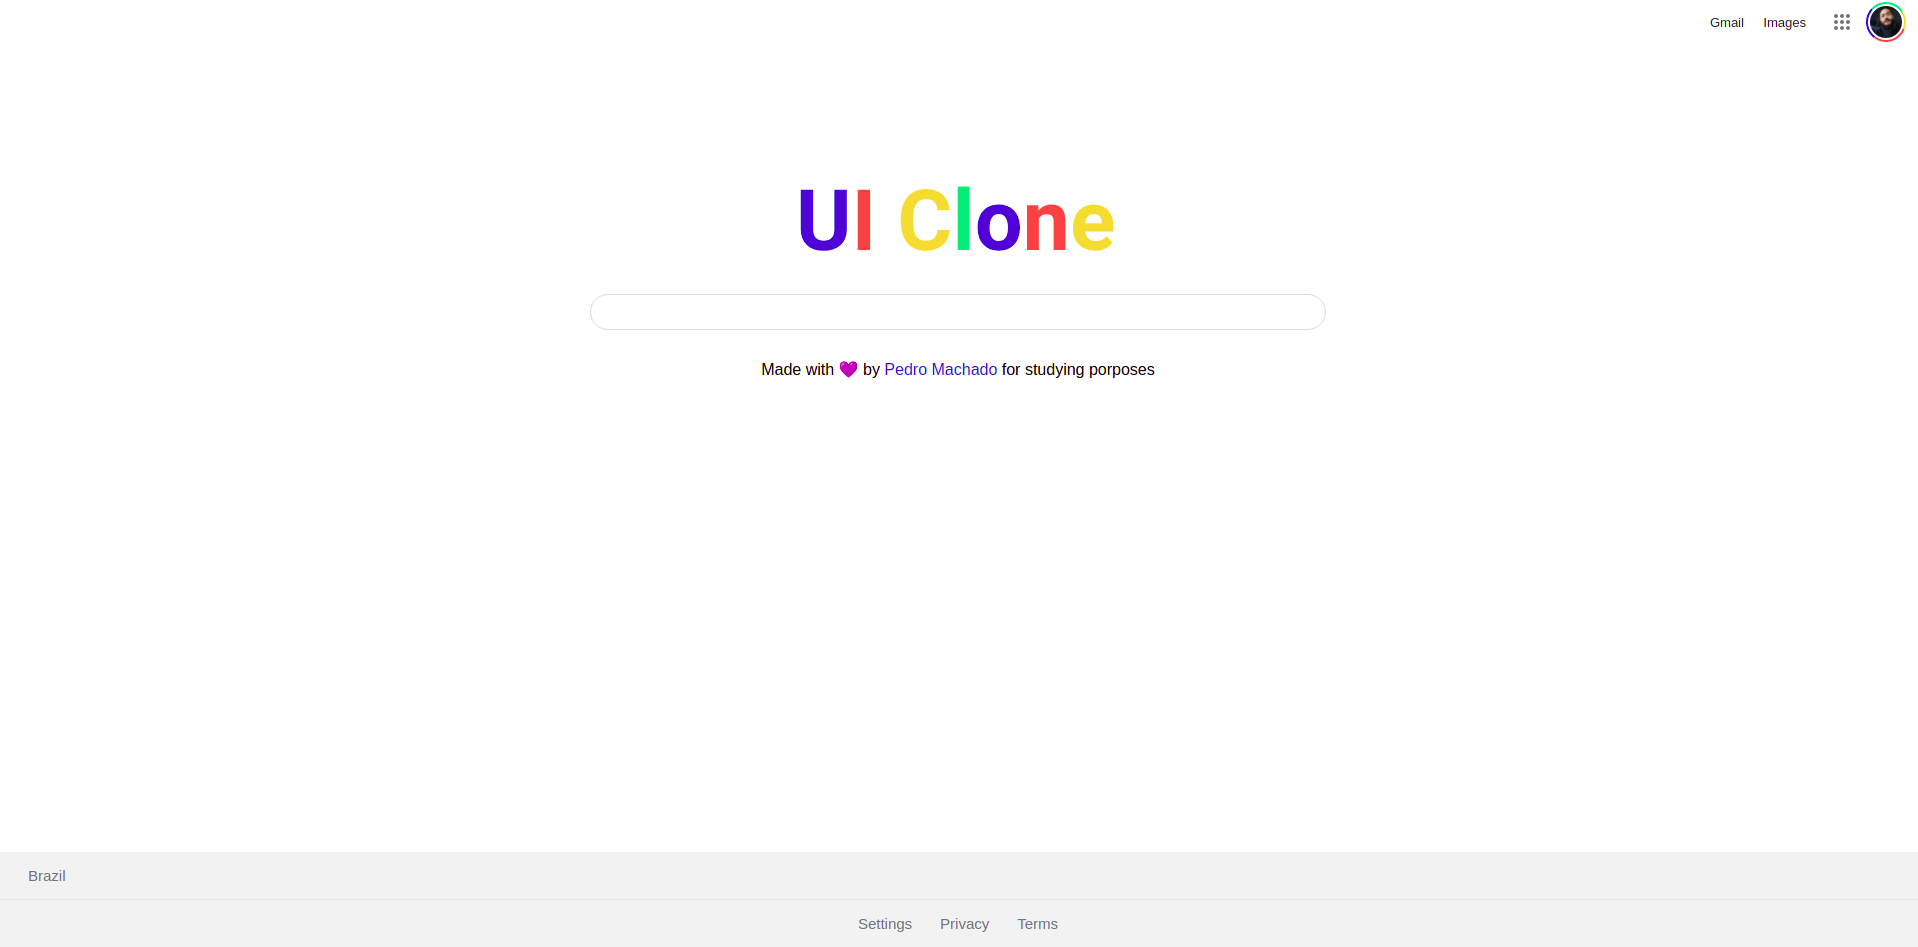 Gmail Images
UI Clone
Made with 💜 by Pedro Machado for studying porposes
Brazil
Settings Privacy Terms